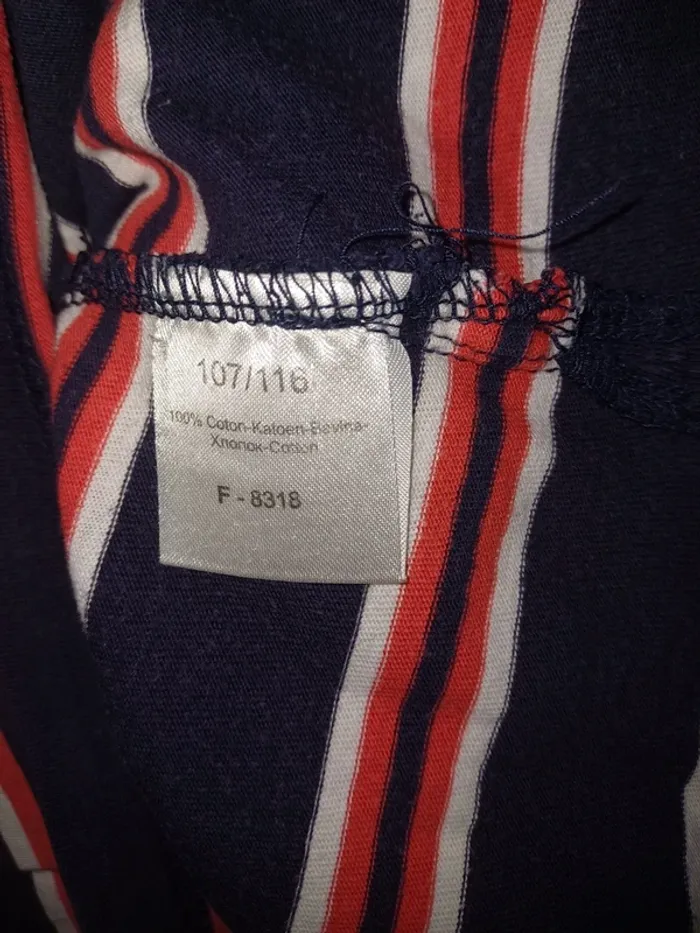 107/116
100% Coton-Katoen-Bavlna-
Хлопок-Cotton
F - 8318